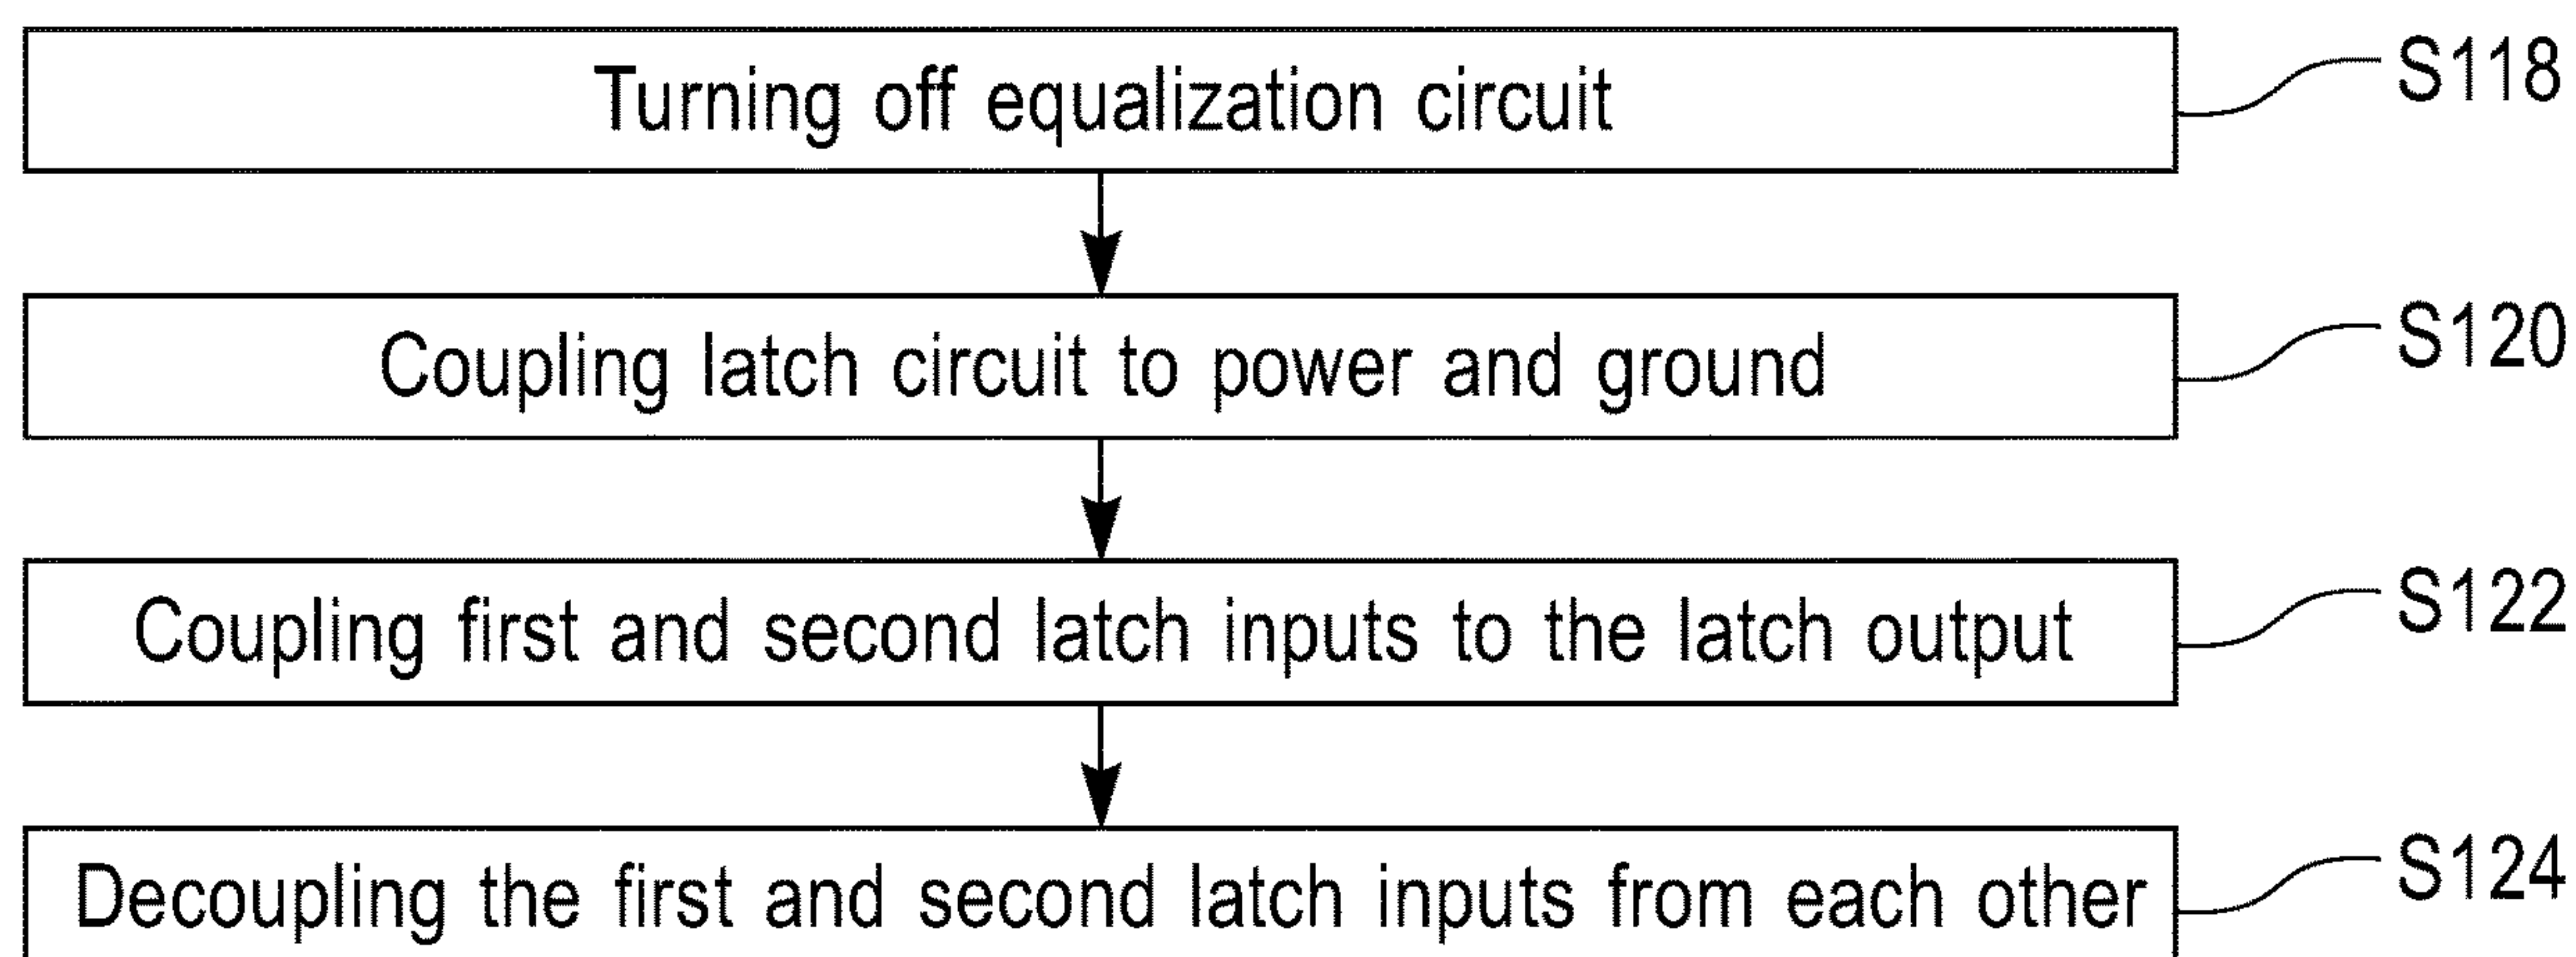 Turning off equalization circuit S118
Coupling latch circuit to power and ground S120
Coupling first and second latch inputs to the latch output S122
Decoupling the first and second latch inputs from each other S124